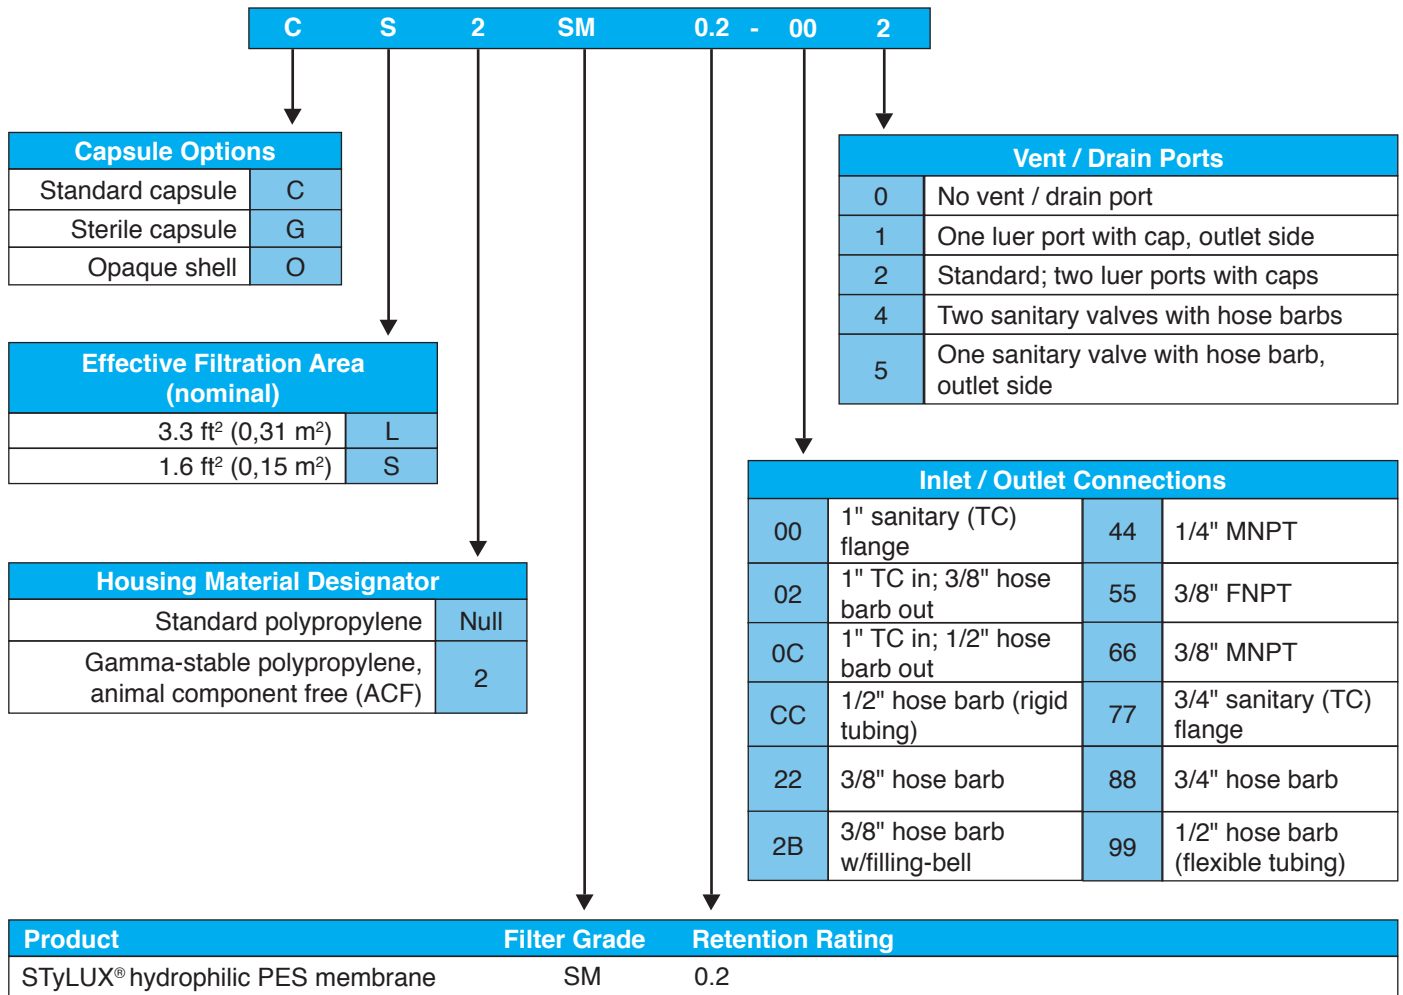 C S 2 SM 0.2 - 00 2
Capsule Options
Standard capsule C
Sterile capsule G
Opaque shell O
Effective Filtration Area
(nominal)
3.3 ft² (0,31 m²) L
1.6 ft² (0,15 m²) S
Housing Material Designator
Standard polypropylene Null
Gamma-stable polypropylene,
animal component free (ACF) 2
Vent / Drain Ports
0 No vent / drain port
1 One luer port with cap, outlet side
2 Standard; two luer ports with caps
4 Two sanitary valves with hose barbs
5 One sanitary valve with hose barb,
outlet side
Inlet / Outlet Connections
00 1" sanitary (TC)
flange
44 1/4" MNPT
02 1" TC in; 3/8" hose
barb out
55 3/8" FNPT
0C 1" TC in; 1/2" hose
barb out
66 3/8" MNPT
CC 1/2" hose barb (rigid
tubing)
77 3/4" sanitary (TC)
flange
22 3/8" hose barb
88 3/4" hose barb
2B 3/8" hose barb
w/filling-bell
99 1/2" hose barb
(flexible tubing)
Product Filter Grade Retention Rating
STyLUX® hydrophilic PES membrane SM 0.2